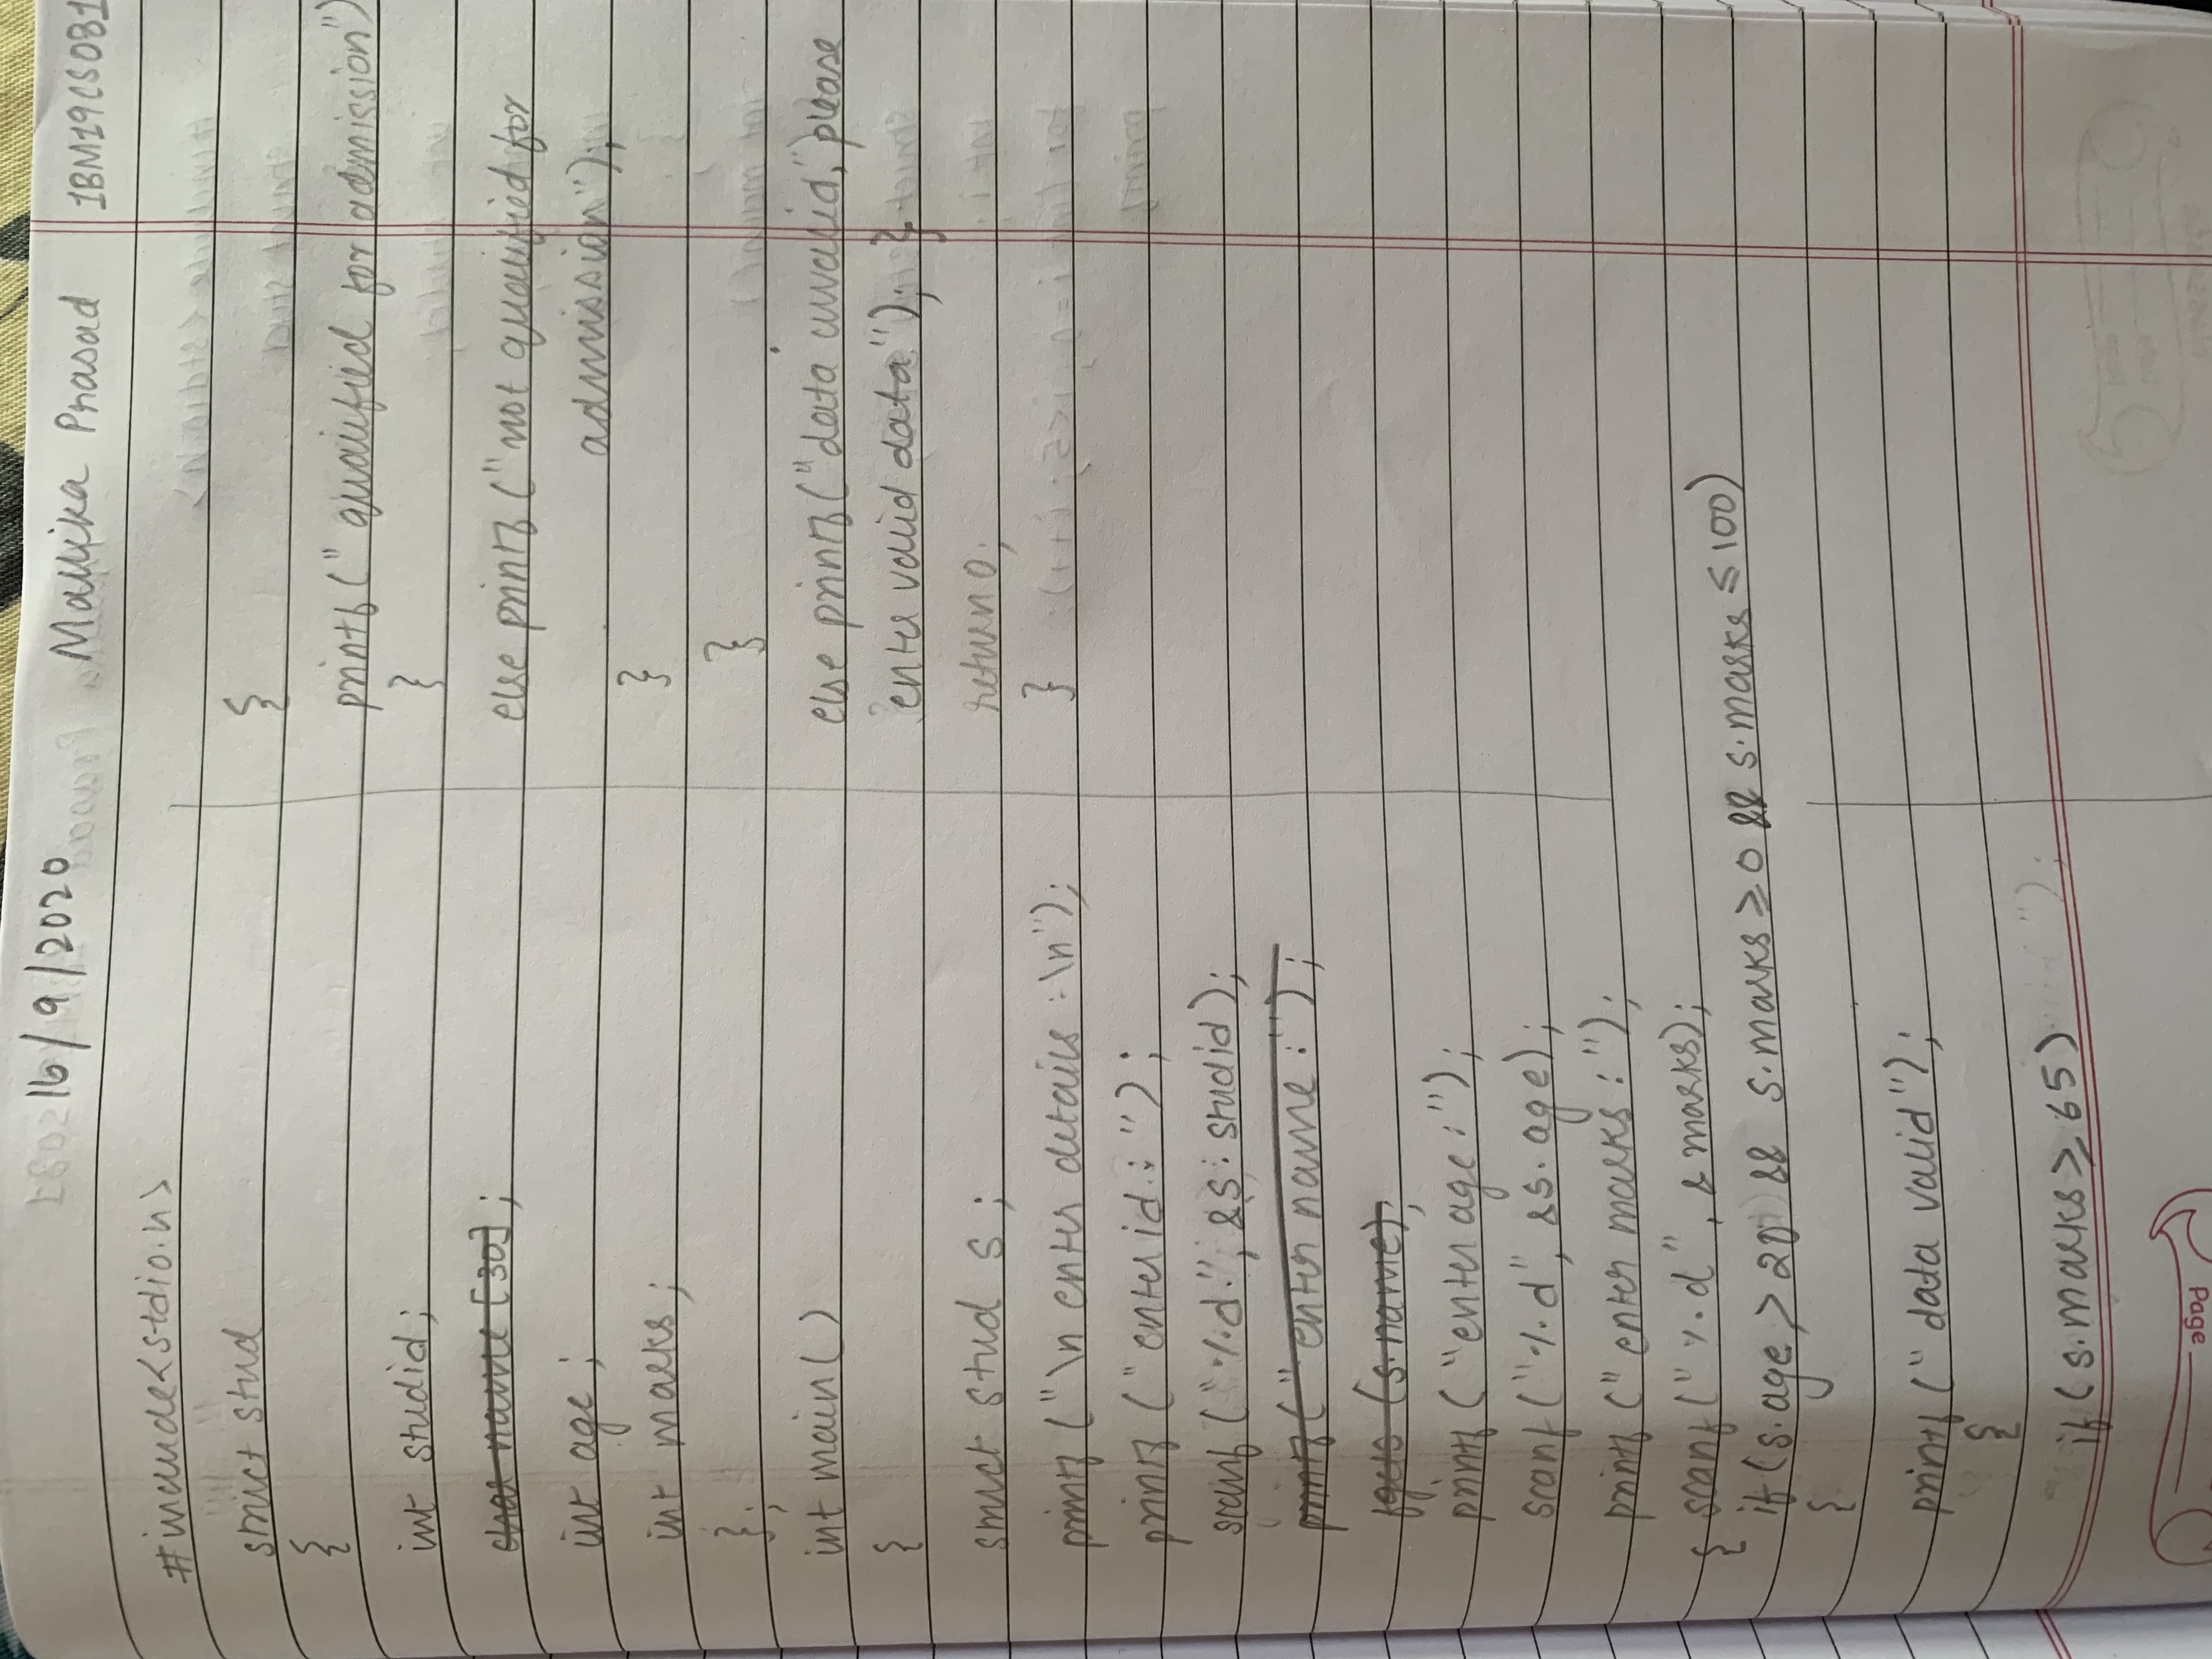 16/9/2020 Mallika Prasad 1BM19CS081
#include<stdio.h>
struct stud
{
int studid;
char name [30];
int age;
int marks;
};
int main()
{
struct stud s;
printf ("\n enter details :\n");
printf ("enter id : ");
scanf ("%d", &s.studid);
printf ("enter name :");
fgets (s.name);
printf ("enter age :");
scanf ("%d", &s.age);
printf ("enter marks :");
{ scanf ("%d", & marks);
if (s.age > 20 && s.marks ≥ 0 && s.marks ≤ 100)
{
printf (" data valid");
{
if (s.marks ≥ 65)
{
printf (" qualified for admission")
}
else printf ("not qualified for
admission");
}
}
else printf ("data invalid," please
enter valid data"); }
return 0;
}
Page